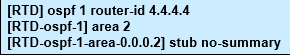 [RTD] ospf 1 router-id 4.4.4.4
[RTD-ospf-1] area 2
[RTD-ospf-1-area-0.0.0.2] stub no-summary